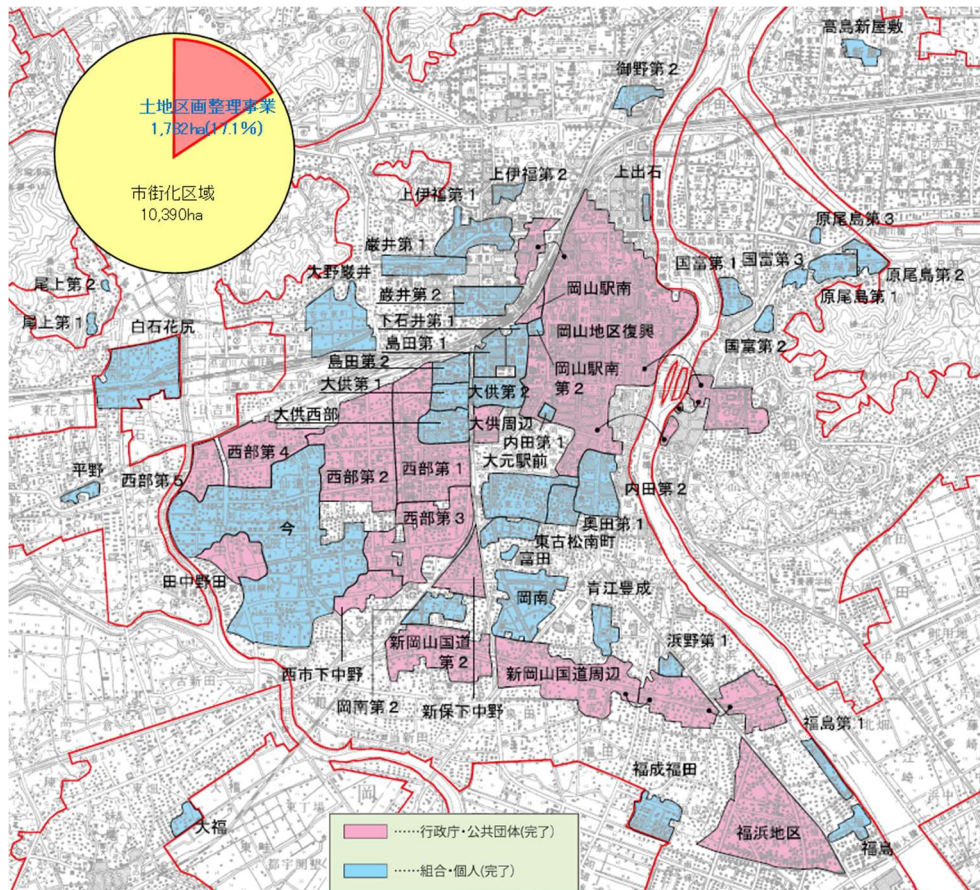 土地区画整理事業
1,782ha(17.1%)
市街化区域
10,390ha
高島新屋敷
御野第2
上伊福第2
上出石
上伊福第1
原尾島第3
巌井第1
国富第1
国富第3
大野巌井
原尾島第2
尾上第2
巌井第2
岡山駅南
原尾島第1
尾上第1
白石花尻
下石井第1
岡山地区復興
島田第1
国富第2
島田第2
岡山駅南
第2
大供第1
大供第2
大供西部
大供周辺
内田第1
西部第4
大元駅前
平野
西部第5
西部第2
西部第1
内田第2
西部第3
今
奥田第1
東古松南町
富田
田中野田
岡南
青江豊成
浜野第1
新岡山国道
第2
西市下中野
新岡山国道周辺
岡南第2
新保下中野
福島第1
福成福田
大福
福浜地区
福島
……行政庁・公共団体(完了)
……組合・個人(完了)